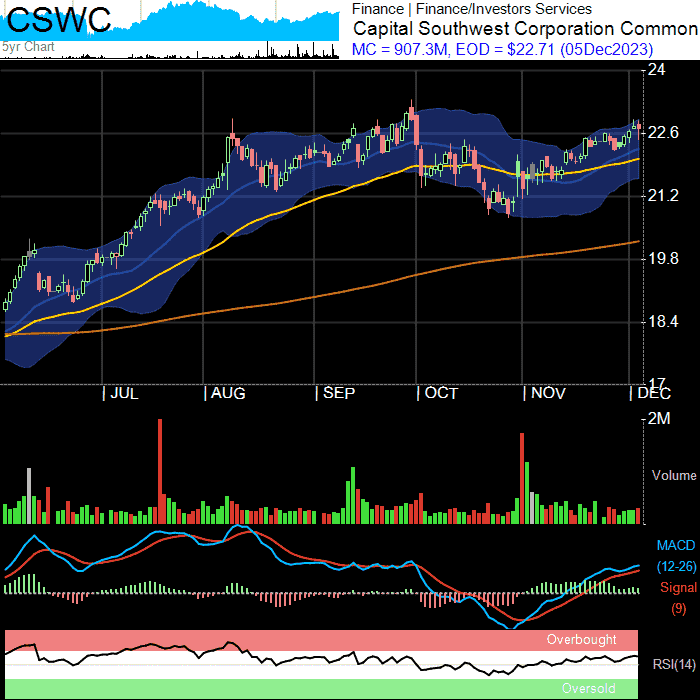 CSWC
5yr Chart
Finance | Finance/Investors Services
Capital Southwest Corporation Common
MC = 907.3M, EOD = $22.71 (05Dec2023)
24
22.6
21.2
19.8
18.4
17
JUL AUG SEP OCT NOV DEC
2M
Volume
MACD
(12-26)
Signal
(9)
Overbought
RSI(14)
Oversold